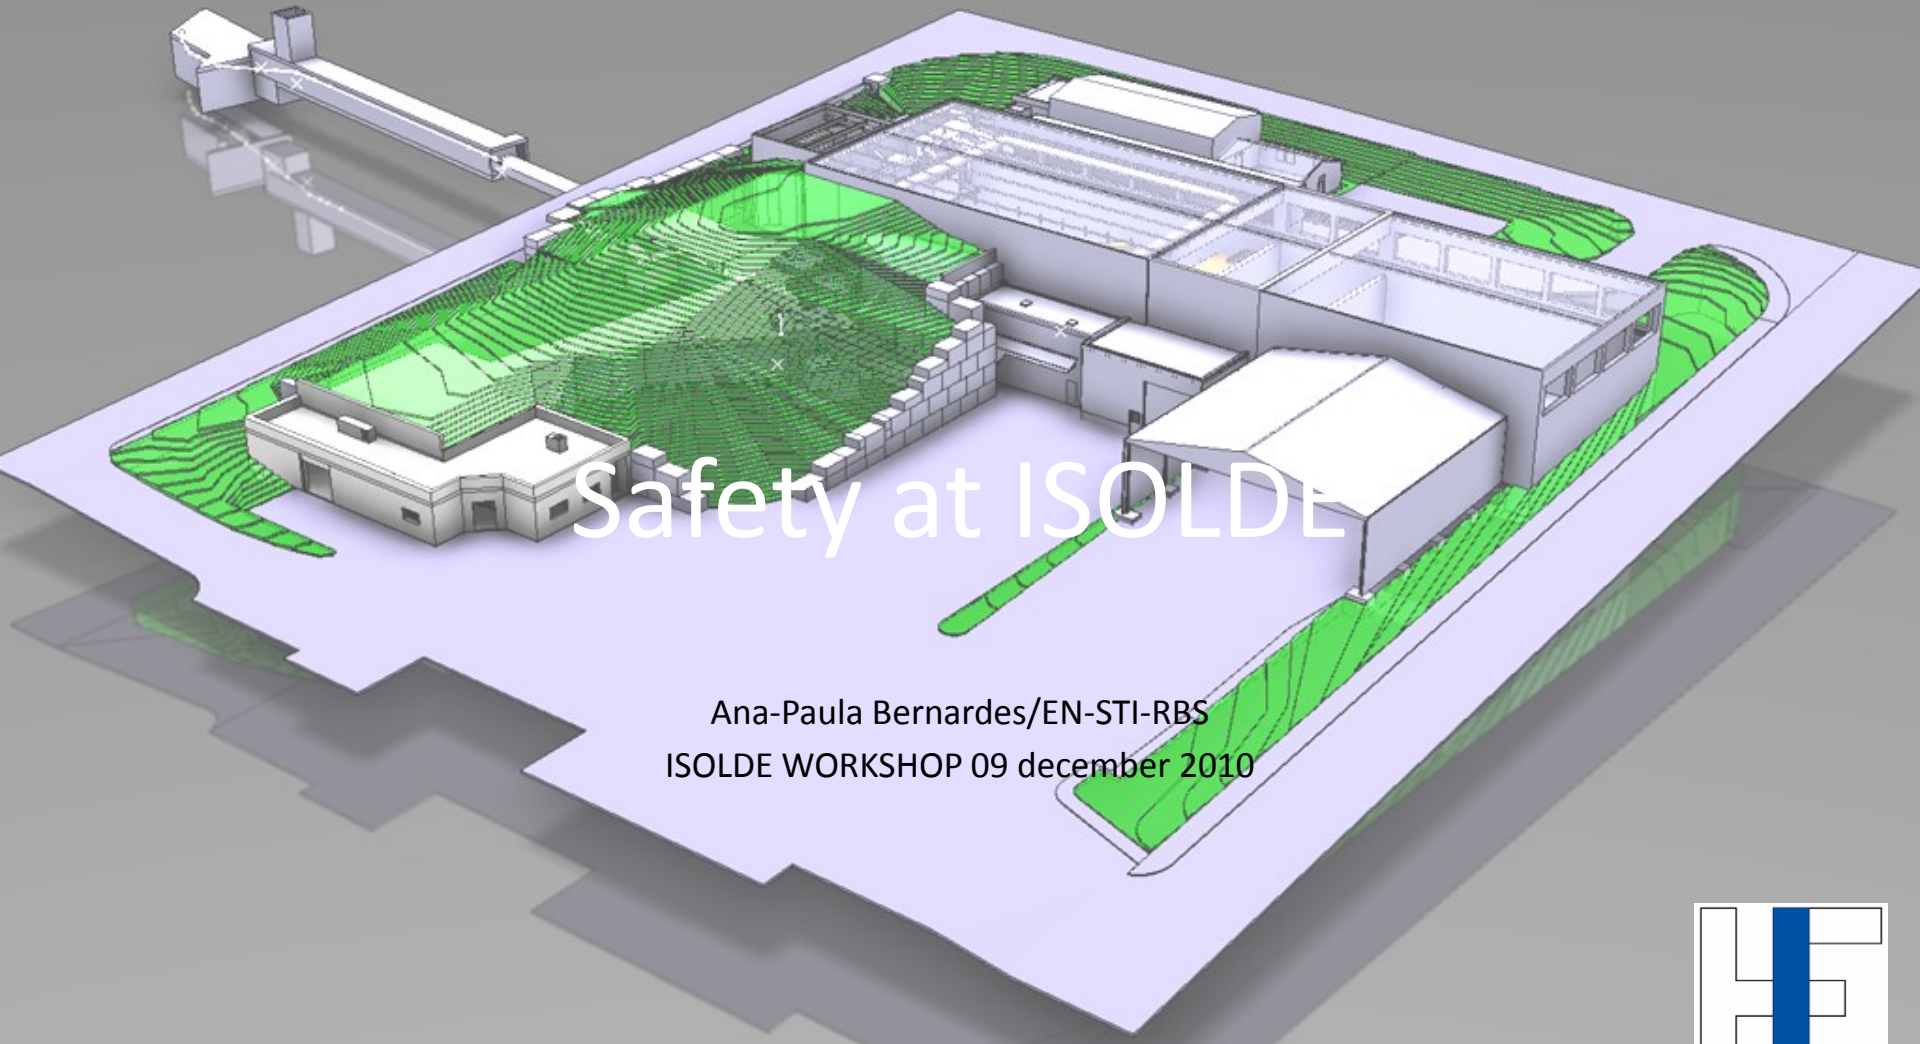 Safety at ISOLDE
Ana-Paula Bernardes/EN-STI-RBS
ISOLDE WORKSHOP 09 december 2010